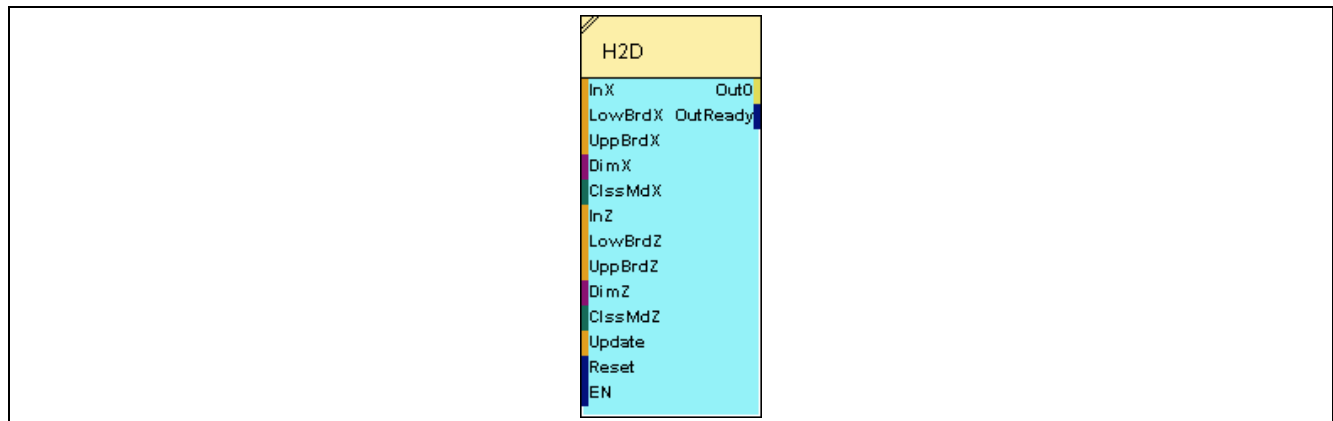 H2D
InX Out0
LowBrdX OutReady
UppBrdX
DimX
ClssMdX
InZ
LowBrdZ
UppBrdZ
DimZ
ClssMdZ
Update
Reset
EN